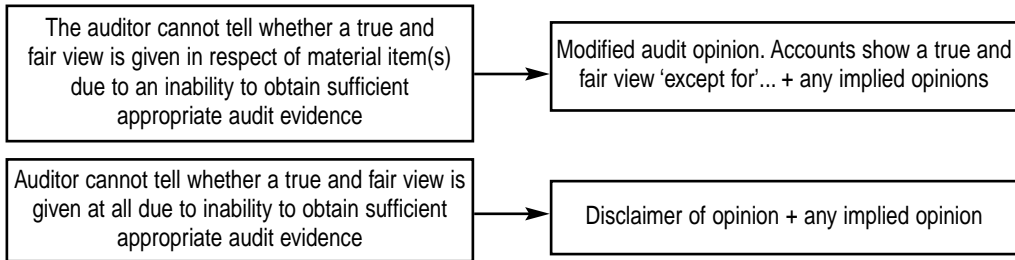 The auditor cannot tell whether a true and
fair view is given in respect of material item(s)
due to an inability to obtain sufficient
appropriate audit evidence
Modified audit opinion. Accounts show a true and
fair view ‘except for’... + any implied opinions
Auditor cannot tell whether a true and fair view is
given at all due to inability to obtain sufficient
appropriate audit evidence
Disclaimer of opinion + any implied opinion